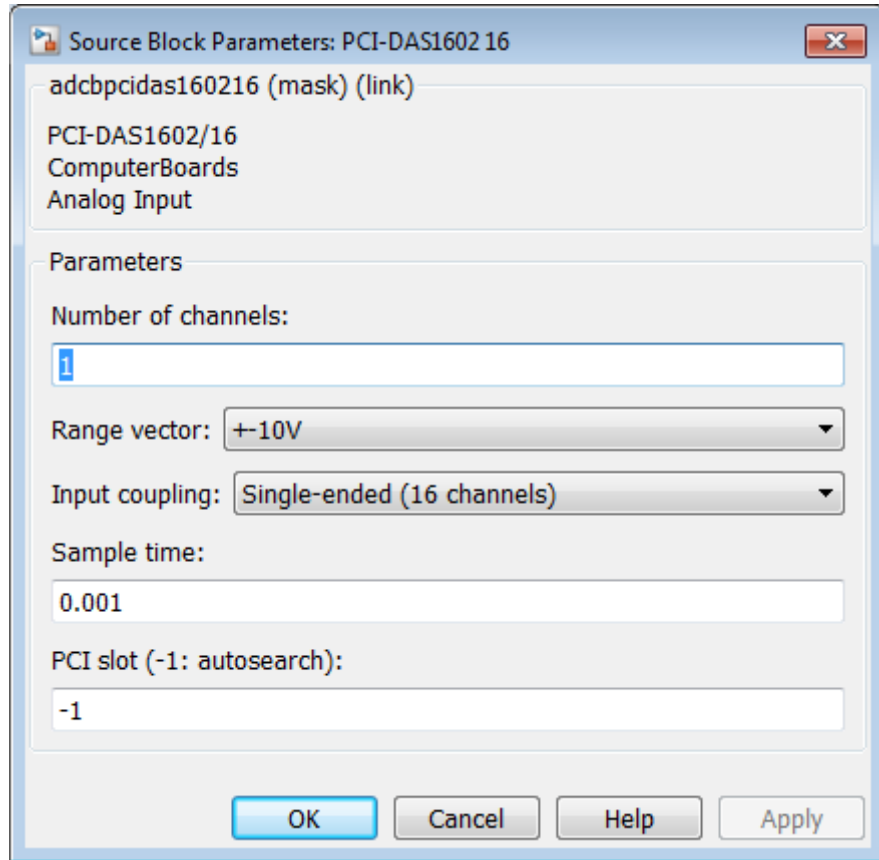 Source Block Parameters: PCI-DAS1602 16
adcbpcidas160216 (mask) (link)
PCI-DAS1602/16
ComputerBoards
Analog Input
Parameters
Number of channels:
1
Range vector: +-10V
Input coupling: Single-ended (16 channels)
Sample time:
0.001
PCI slot (-1: autosearch):
-1
OK Cancel Help Apply